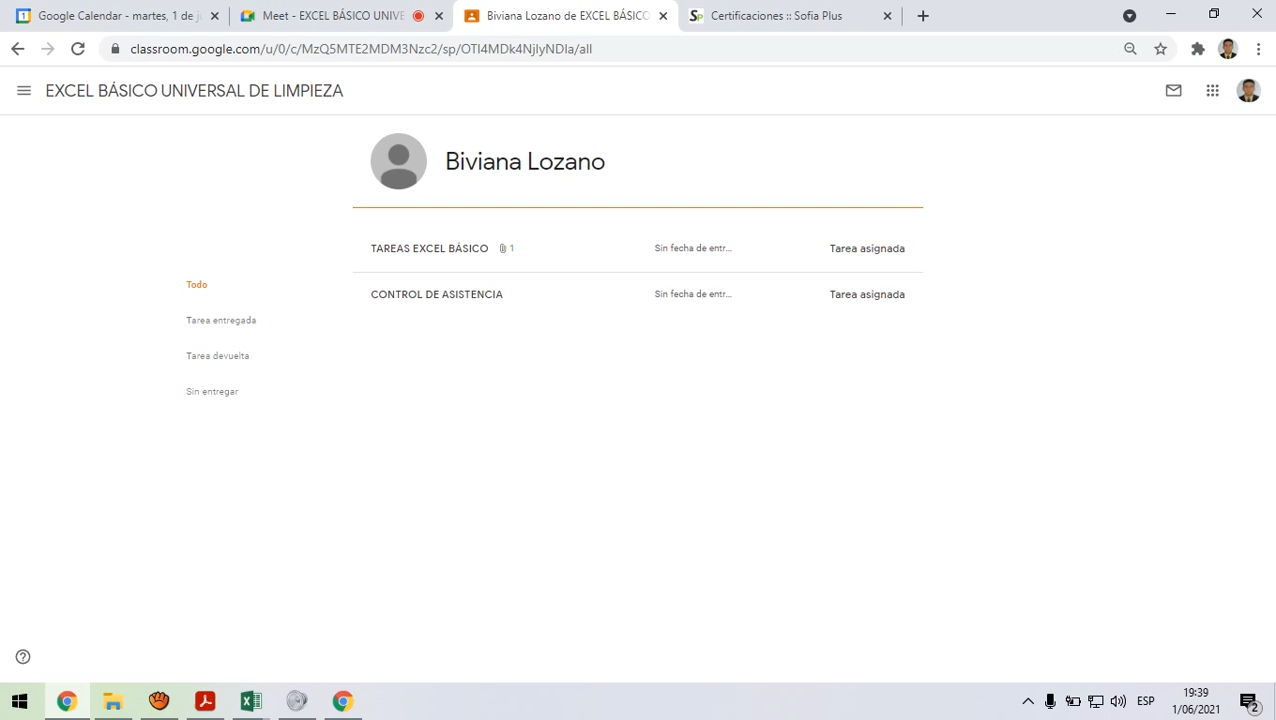 Google Calendar - martes, 1 de j
Meet - EXCEL BÁSICO UNIVE
Biviana Lozano de EXCEL BÁSICO
Certificaciones :: Sofia Plus
classroom.google.com/u/0/c/MzQ5MTE2MDM3Nzc2/sp/OTI4MDk4NjIyNDIa/all
EXCEL BÁSICO UNIVERSAL DE LIMPIEZA
Biviana Lozano
TAREAS EXCEL BÁSICO 1 Sin fecha de entr... Tarea asignada
CONTROL DE ASISTENCIA Sin fecha de entr... Tarea asignada
Todo
Tarea entregada
Tarea devuelta
Sin entregar
ESP
19:39
1/06/2021
2